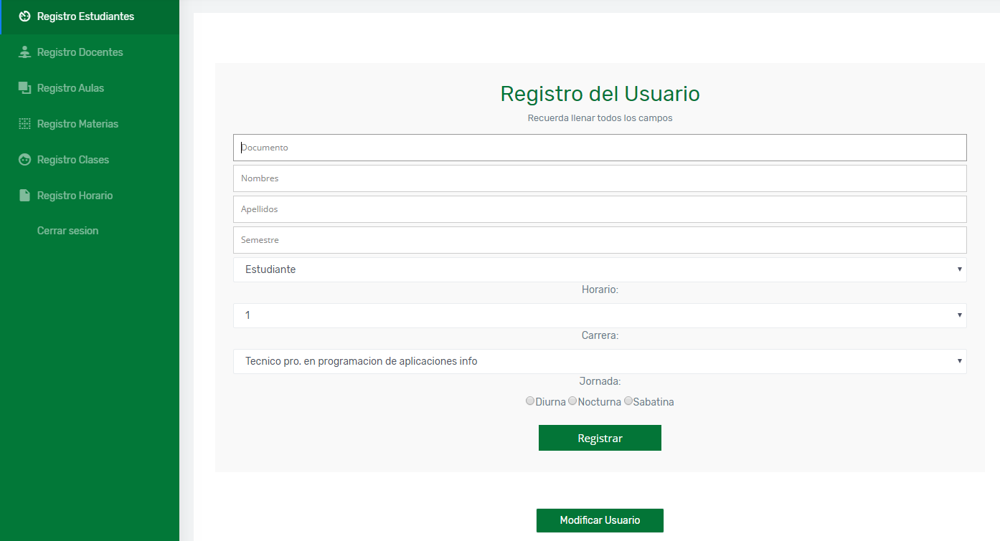 Registro Estudiantes
Registro Docentes
Registro Aulas
Registro Materias
Registro Clases
Registro Horario
Cerrar sesion
Registro del Usuario
Recuerda llenar todos los campos
Documento
Nombres
Apellidos
Semestre
Estudiante
Horario:
1
Carrera:
Tecnico pro. en programacion de aplicaciones info
Jornada:
Diurna Nocturna Sabatina
Registrar
Modificar Usuario